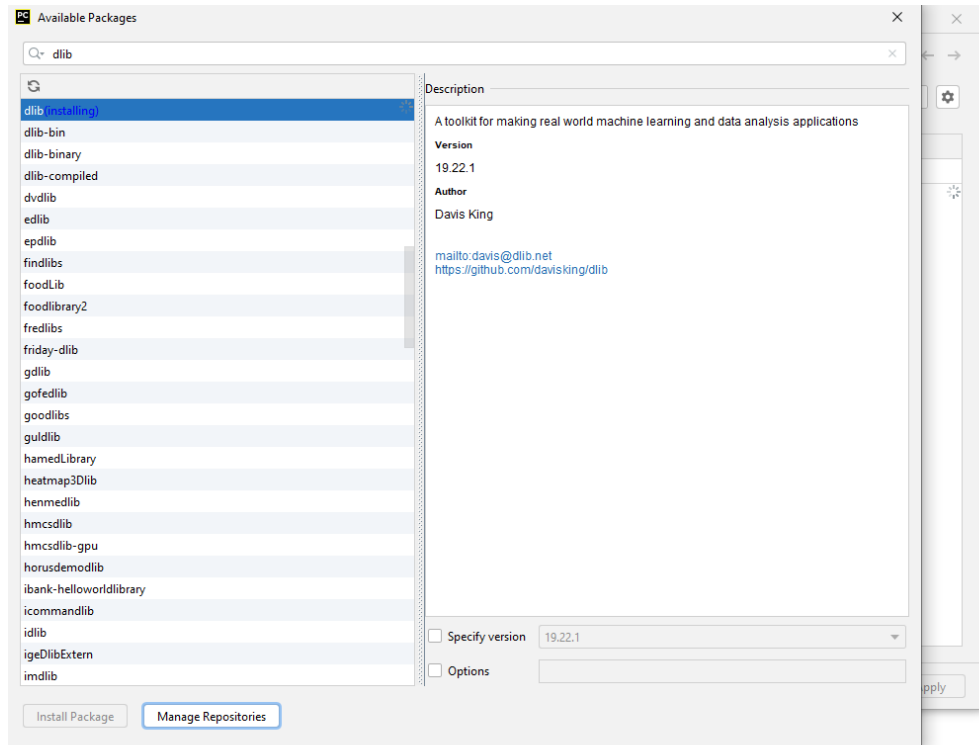 PC Available Packages
dlib
Description
dlib(installing)
dlib-bin
dlib-binary
dlib-compiled
dvdlib
edlib
epdlib
findlibs
foodLib
foodlibrary2
fredlibs
friday-dlib
gdlib
gofedlib
goodlibs
guldlib
hamedLibrary
heatmap3Dlib
henmedlib
hmcsdlib
hmcsdlib-gpu
horusdemodlib
ibank-helloworldlibrary
icommandlib
idlib
igeDlibExtern
imdlib
A toolkit for making real world machine learning and data analysis applications
Version
19.22.1
Author
Davis King
mailto:davis@dlib.net
https://github.com/davisking/dlib
Specify version 19.22.1
Options
Install Package Manage Repositories
pply